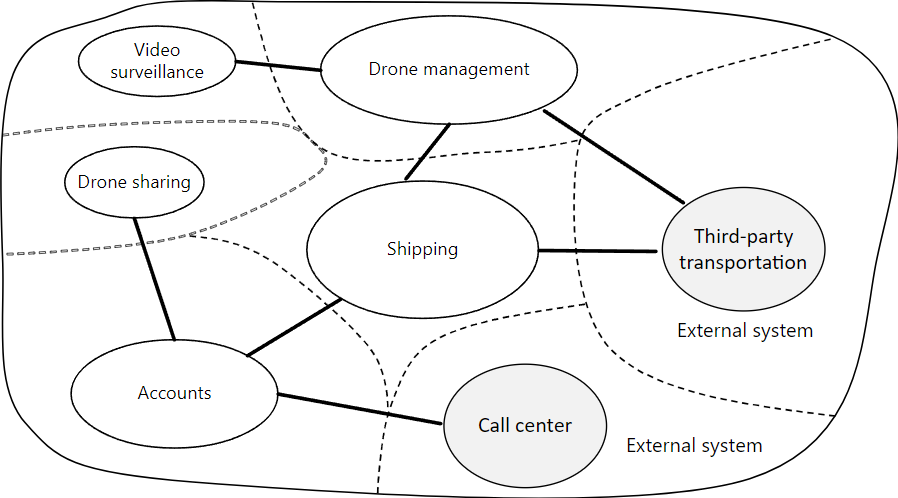 Video
surveillance
Drone management
Drone sharing
Shipping
Third-party
transportation
External system
Accounts
Call center
External system